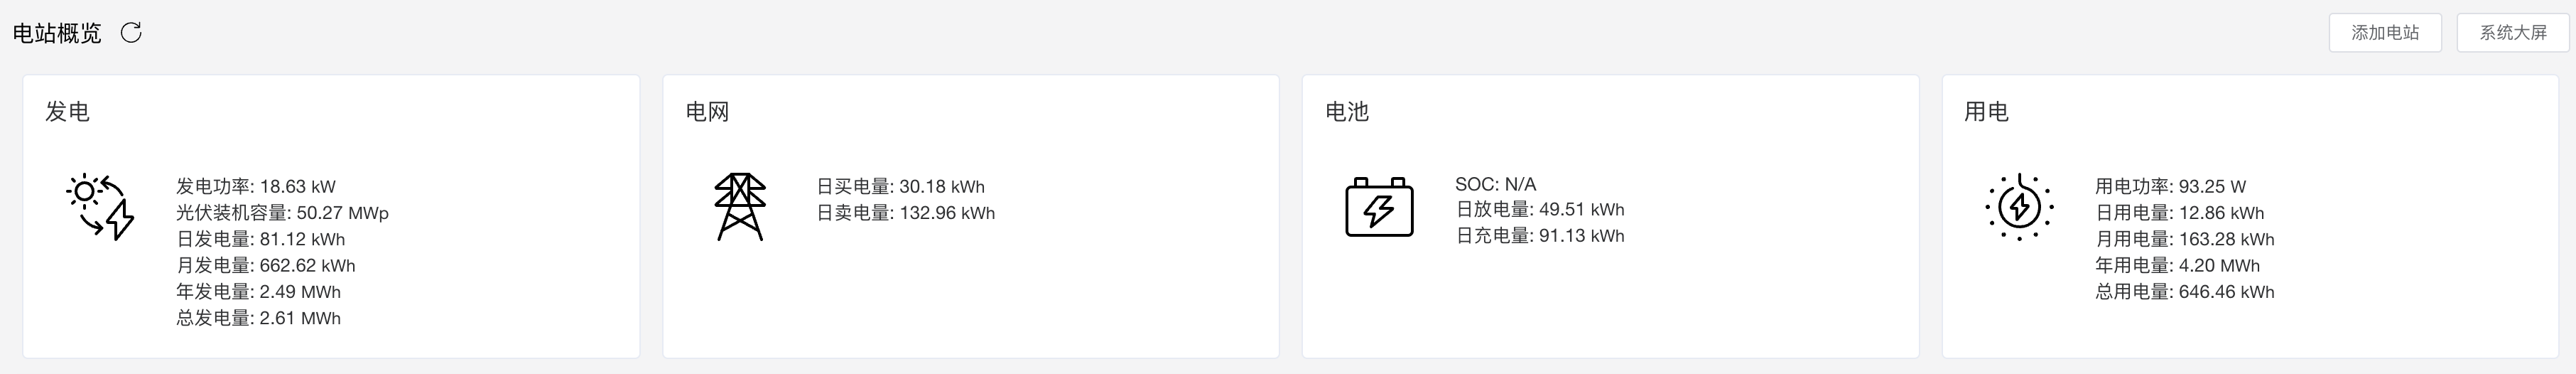 电站概览
添加电站
系统大屏
发电
发电功率: 18.63 kW
光伏装机容量: 50.27 MWp
日发电量: 81.12 kWh
月发电量: 662.62 kWh
年发电量: 2.49 MWh
总发电量: 2.61 MWh
电网
日买电量: 30.18 kWh
日卖电量: 132.96 kWh
电池
SOC: N/A
日放电量: 49.51 kWh
日充电量: 91.13 kWh
用电
用电功率: 93.25 W
日用电量: 12.86 kWh
月用电量: 163.28 kWh
年用电量: 4.20 MWh
总用电量: 646.46 kWh